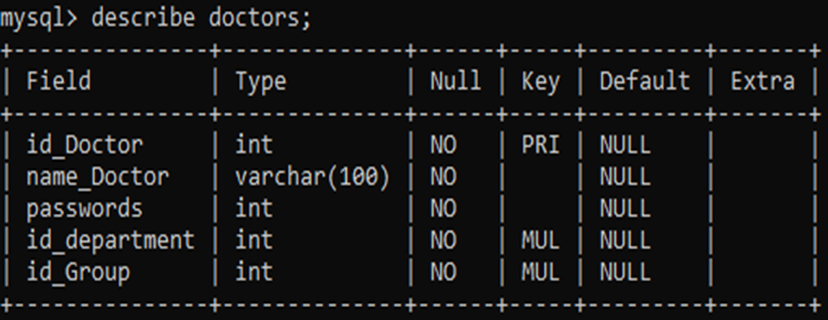 mysql> describe doctors;
+---------------+--------------+------+-----+---------+-------+
| Field         | Type         | Null | Key | Default | Extra |
+---------------+--------------+------+-----+---------+-------+
| id_Doctor     | int          | NO   | PRI | NULL    |       |
| name_Doctor   | varchar(100) | NO   |     | NULL    |       |
| passwords     | int          | NO   |     | NULL    |       |
| id_department | int          | NO   | MUL | NULL    |       |
| id_Group      | int          | NO   | MUL | NULL    |       |
+---------------+--------------+------+-----+---------+-------+